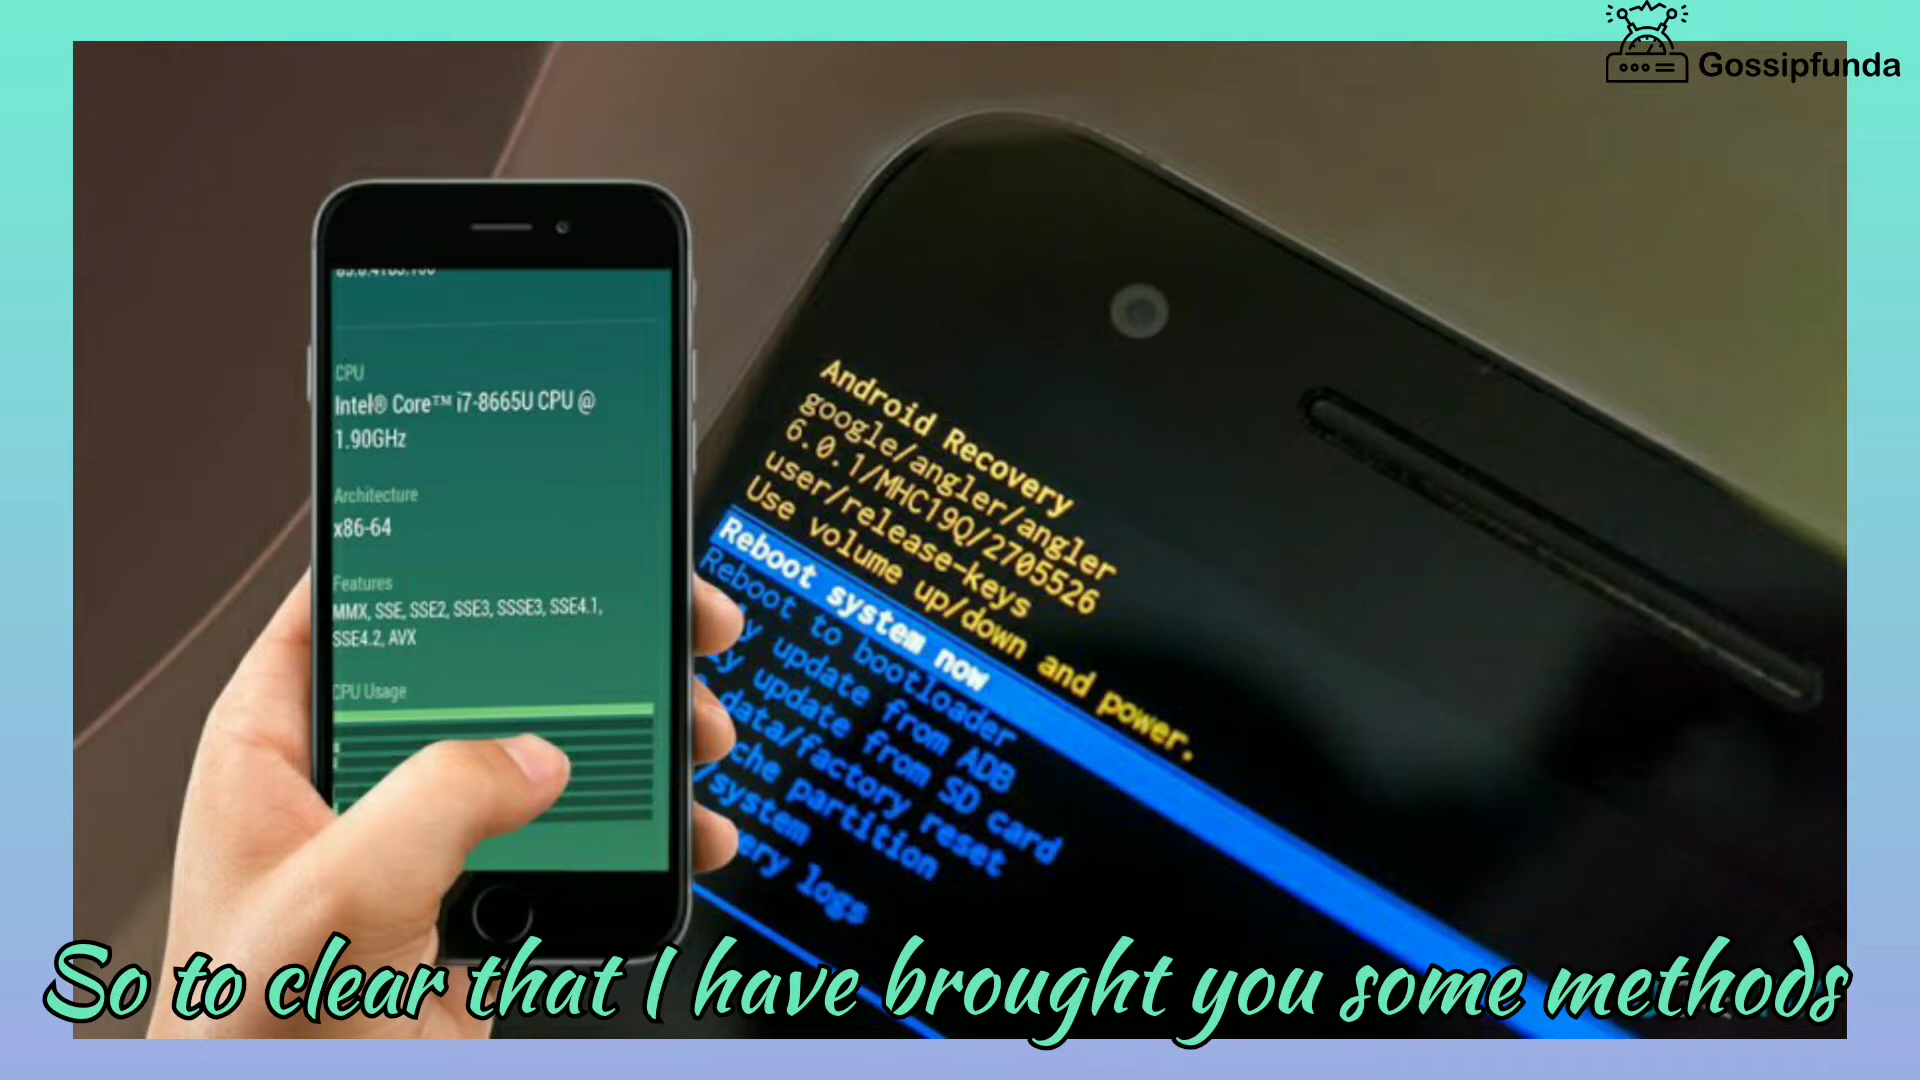 Gossipfunda
CPU
Intel® Core™ i7-8665U CPU @
1.90GHz
Architecture
x86-64
Features
MMX, SSE, SSE2, SSE3, SSSE3, SSE4.1,
SSE4.2, AVX
CPU Usage
Android Recovery
google/angler/angler
6.0.1/MHC19Q/2705526
user/release-keys
Use volume up/down and power.
Reboot system now
Reboot to bootloader
update from ADB
update from SD card
data/factory reset
partition
/system
logs
So to clear that I have brought you some methods